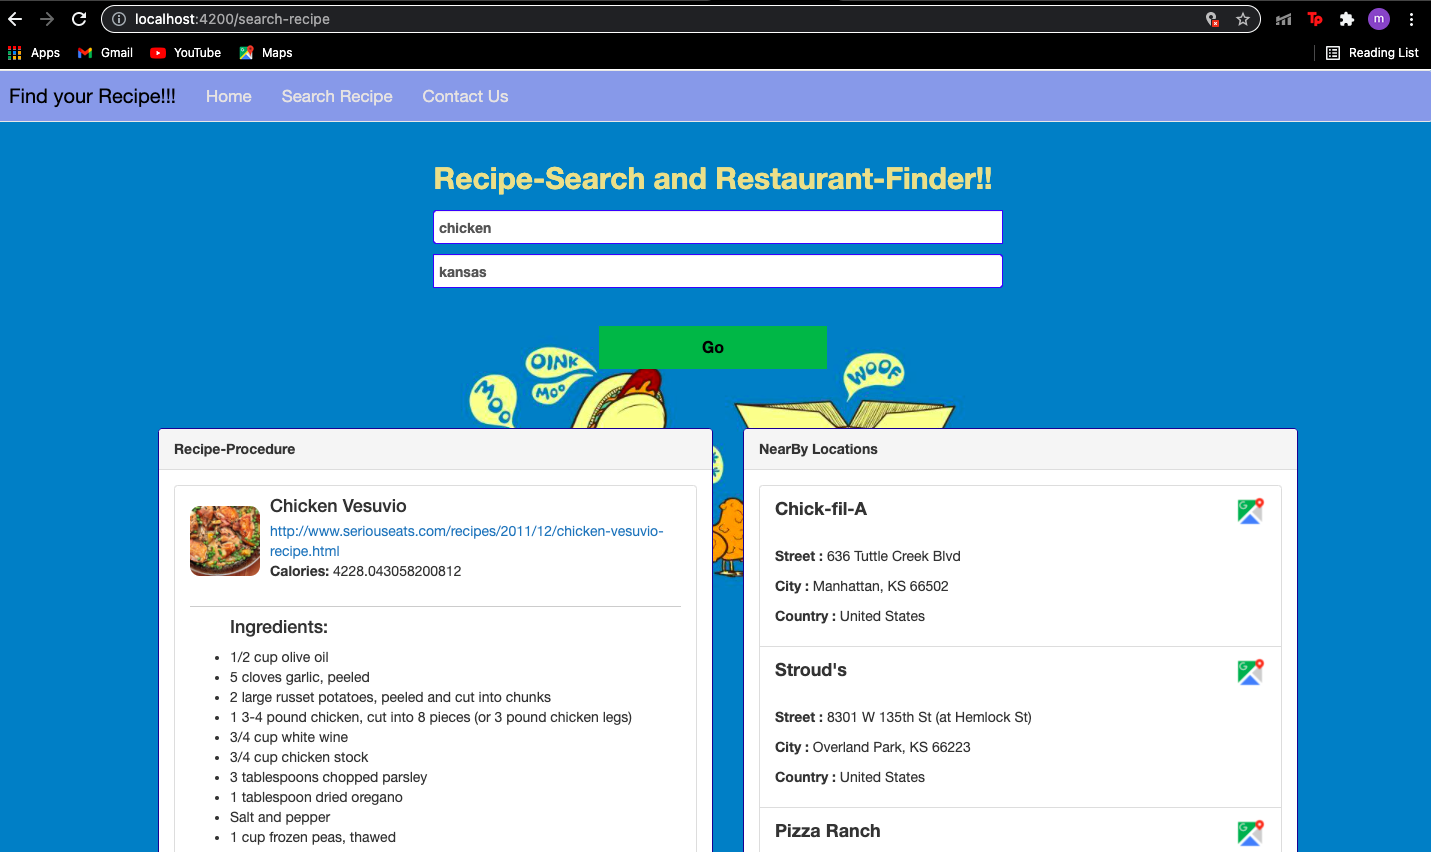 localhost:4200/search-recipe
Tp
m
Apps Gmail YouTube Maps Reading List
Find your Recipe!!! Home Search Recipe Contact Us
Recipe-Search and Restaurant-Finder!!
chicken
kansas
Go
OINK
MOO
MOO
WOOF
Recipe-Procedure
Chicken Vesuvio
http://www.seriouseats.com/recipes/2011/12/chicken-vesuvio-
recipe.html
Calories: 4228.043058200812
Ingredients:
1/2 cup olive oil
5 cloves garlic, peeled
2 large russet potatoes, peeled and cut into chunks
1 3-4 pound chicken, cut into 8 pieces (or 3 pound chicken legs)
3/4 cup white wine
3/4 cup chicken stock
3 tablespoons chopped parsley
1 tablespoon dried oregano
Salt and pepper
1 cup frozen peas, thawed
NearBy Locations
Chick-fil-A
Street : 636 Tuttle Creek Blvd
City : Manhattan, KS 66502
Country : United States
Stroud's
Street : 8301 W 135th St (at Hemlock St)
City : Overland Park, KS 66223
Country : United States
Pizza Ranch